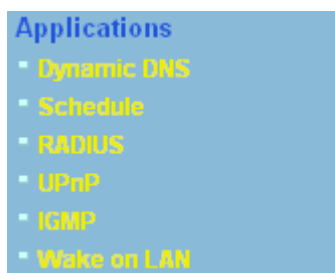 Applications
Dynamic DNS
Schedule
RADIUS
UPnP
IGMP
Wake on LAN